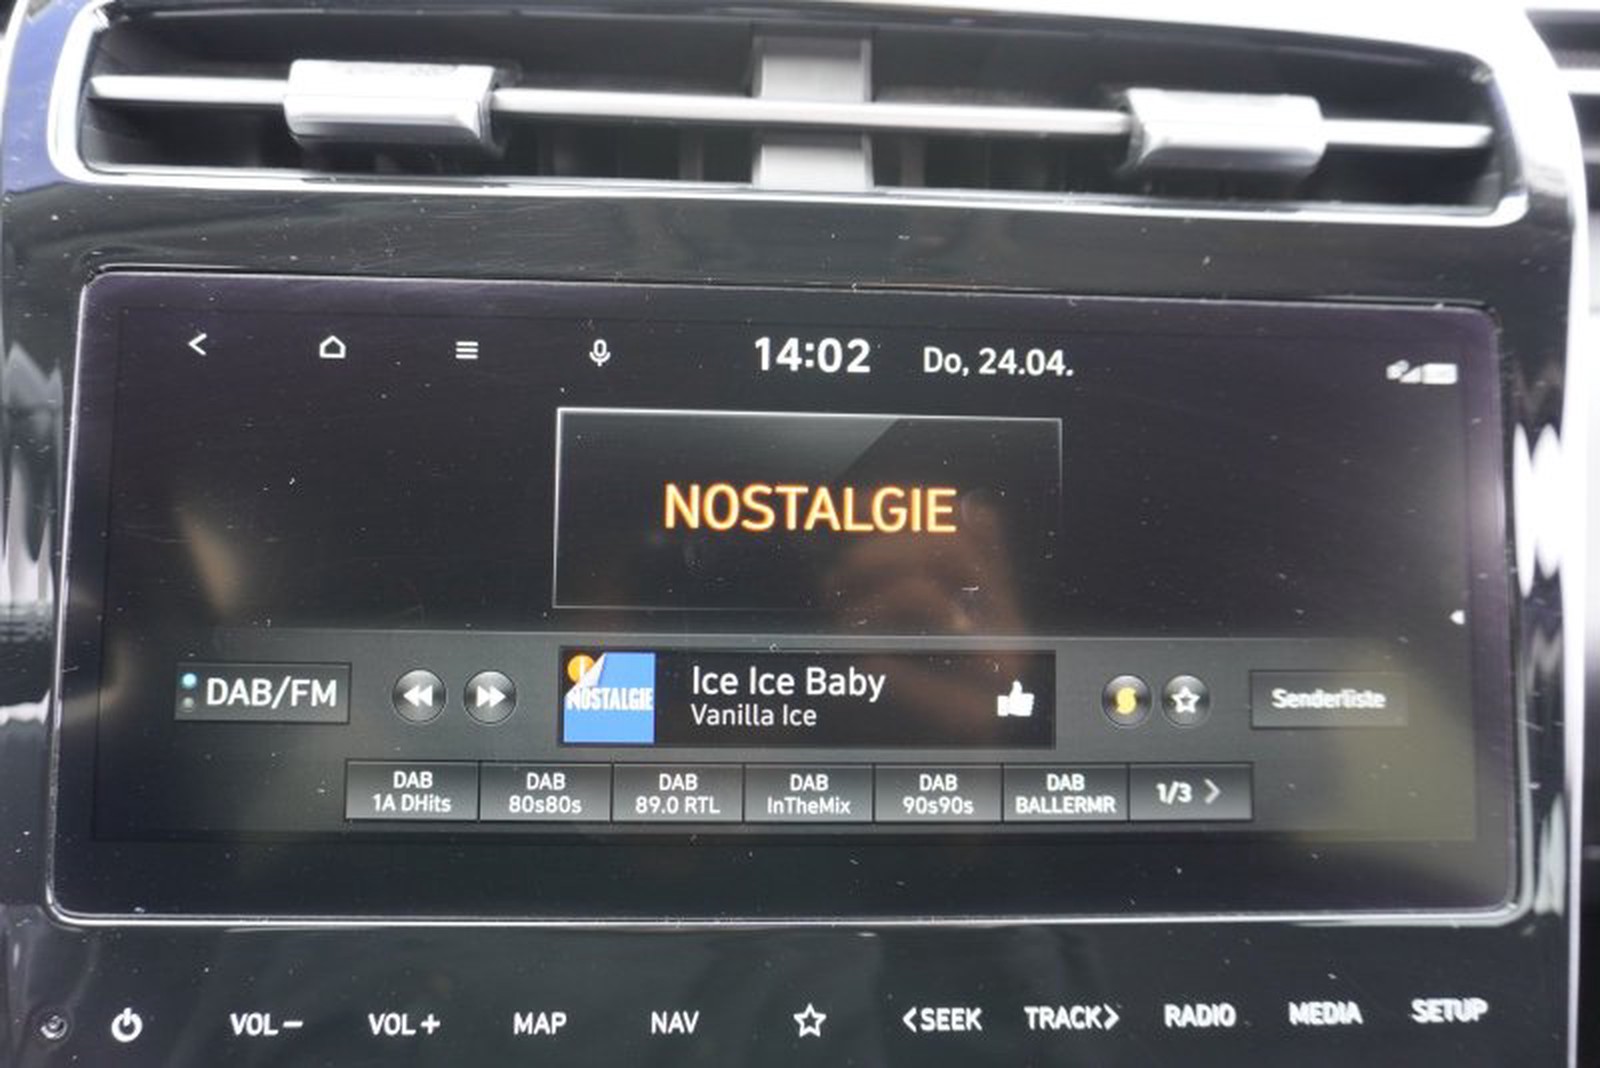 14:02 Do, 24.04.
NOSTALGIE
DAB/FM
NOSTALGIE
Ice Ice Baby
Vanilla Ice
Senderliste
DAB
1A DHits
DAB
80s80s
DAB
89.0 RTL
DAB
InTheMix
DAB
90s90s
DAB
BALLERMR
1/3 >
VOL− VOL+ MAP NAV <SEEK TRACK> RADIO MEDIA SETUP